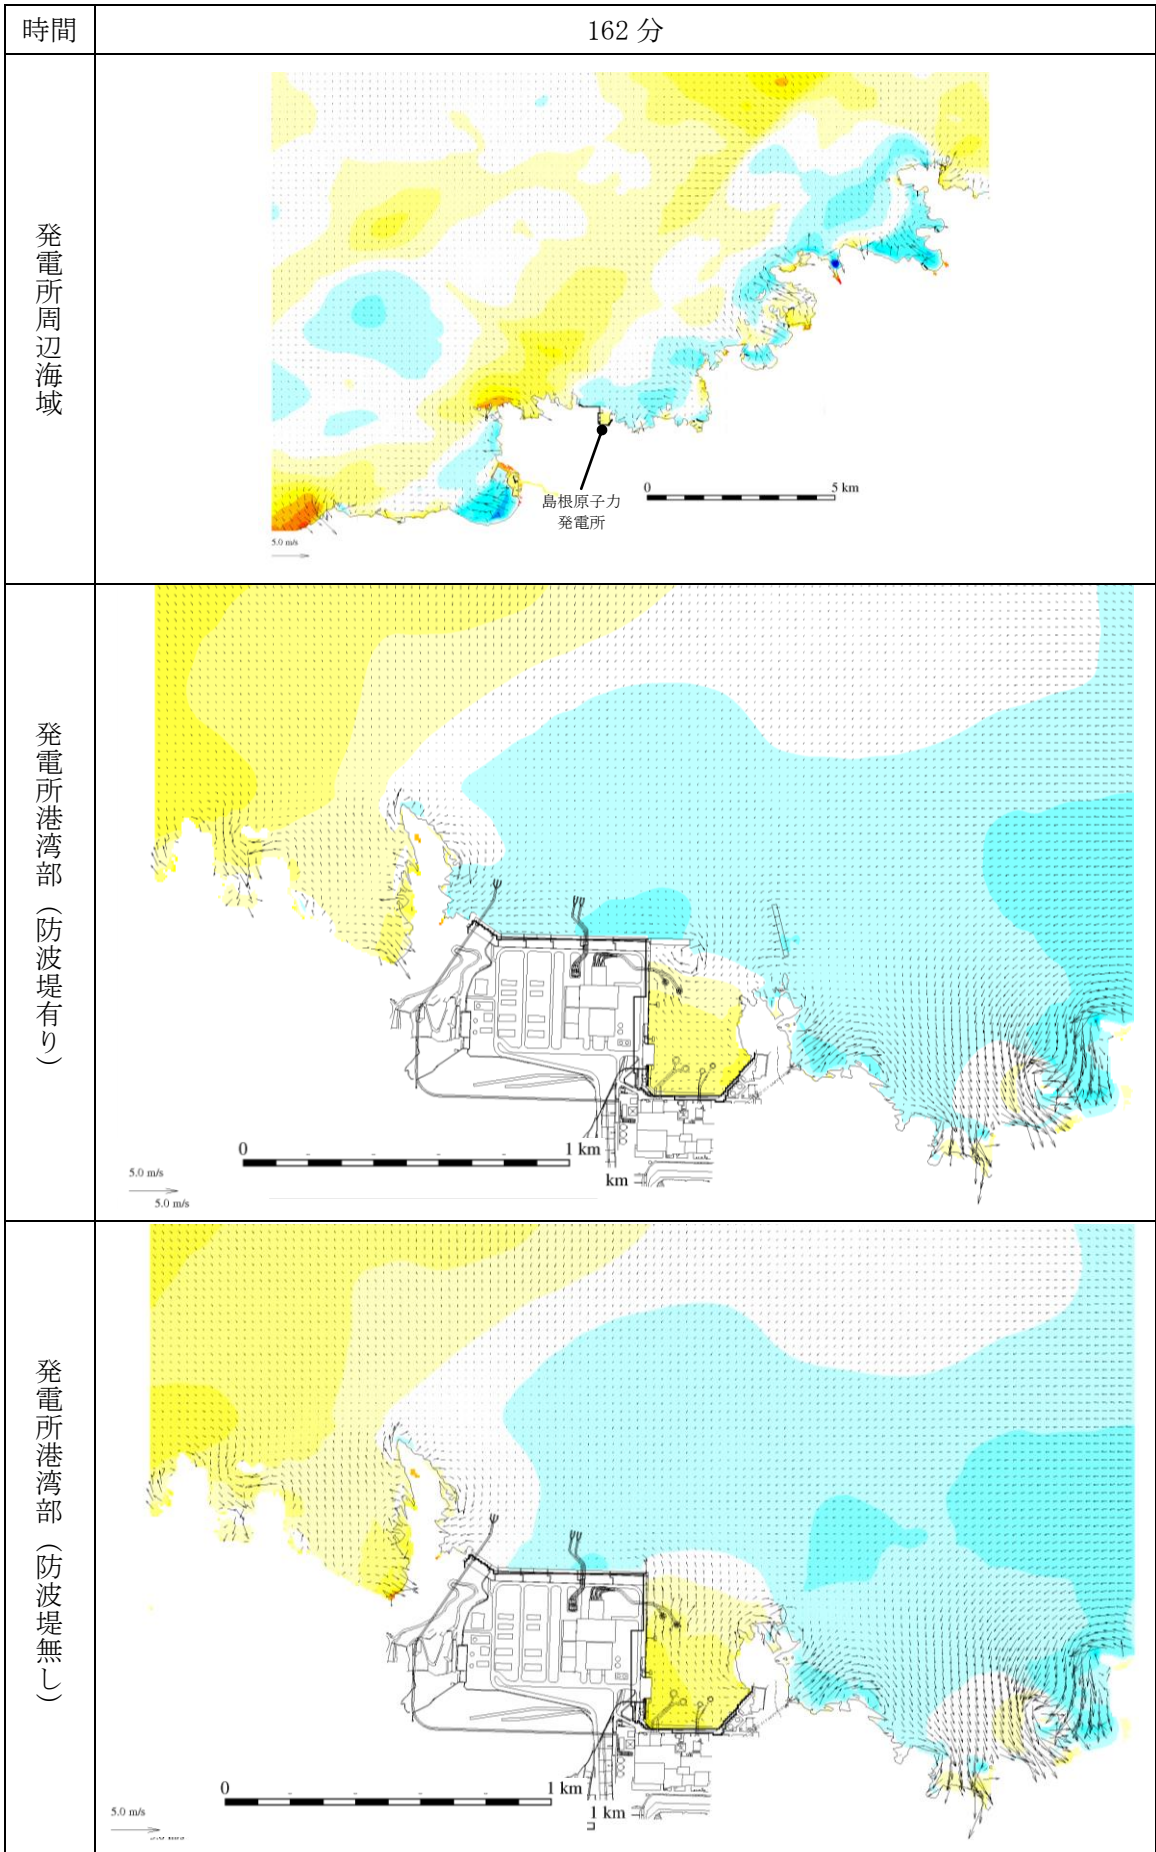 時間
162 分
発電所周辺海域
0
5 km
島根原子力
発電所
5.0 m/s
発電所港湾部（防波堤有り）
0
1 km
km
5.0 m/s
5.0 m/s
発電所港湾部（防波堤無し）
0
1 km
1 km
5.0 m/s